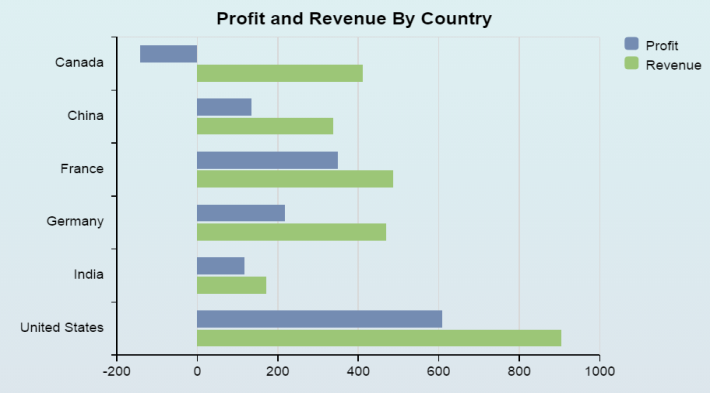 Profit and Revenue By Country
Profit
Revenue
Canada
China
France
Germany
India
United States
-200 0 200 400 600 800 1000